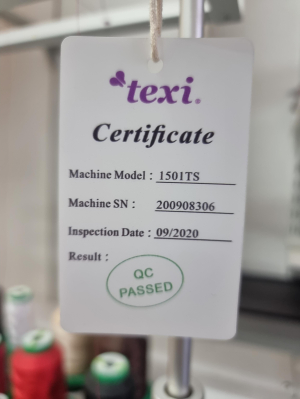 texi
Certificate
Machine Model : 1501TS
Machine SN : 200908306
Inspection Date : 09/2020
Result :
QC
PASSED